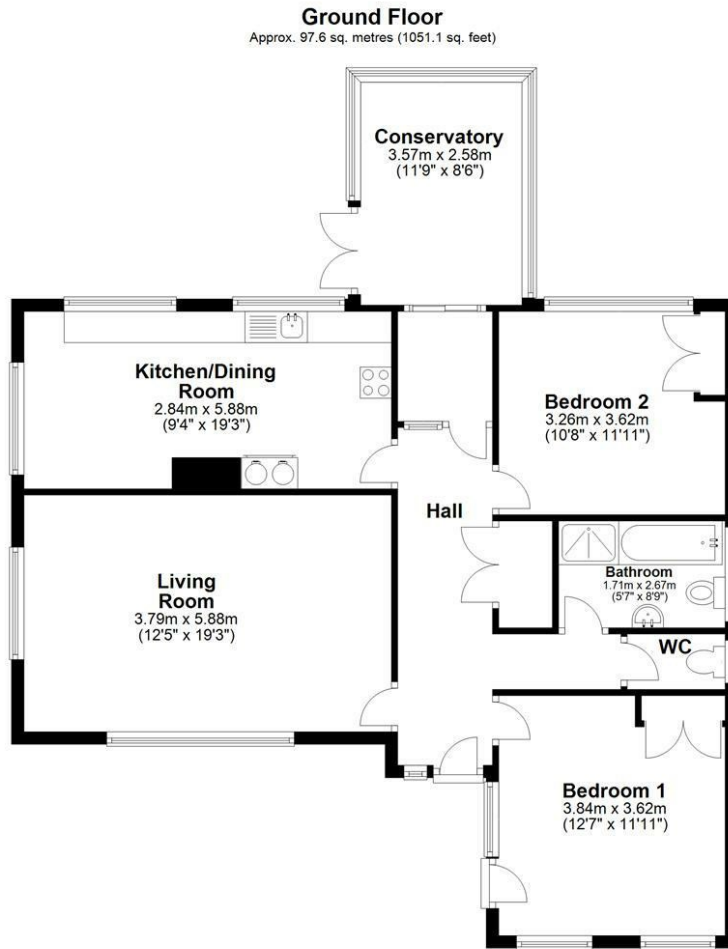 Ground Floor
Approx. 97.6 sq. metres (1051.1 sq. feet)
Conservatory
3.57m x 2.58m
(11'9" x 8'6")
Kitchen/Dining
Room
2.84m x 5.88m
(9'4" x 19'3")
Bedroom 2
3.26m x 3.62m
(10'8" x 11'11")
Hall
Living
Room
3.79m x 5.88m
(12'5" x 19'3")
Bathroom
1.71m x 2.67m
(5'7" x 8'9")
WC
Bedroom 1
3.84m x 3.62m
(12'7" x 11'11")